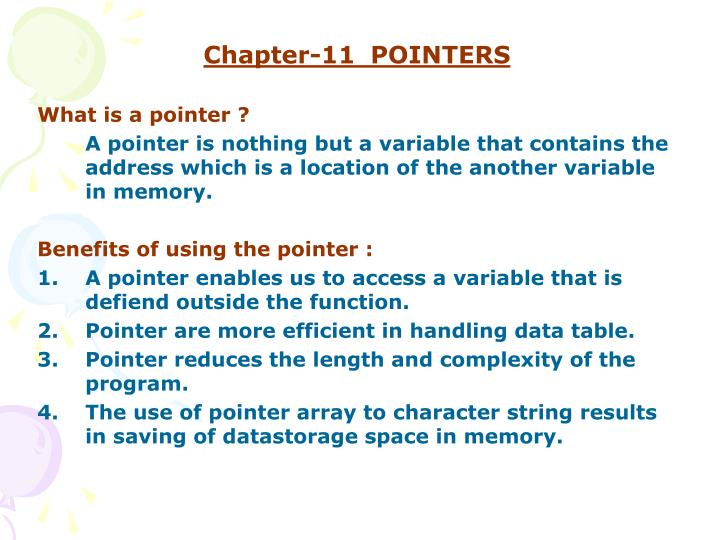 Chapter-11  POINTERS
What is a pointer ?
A pointer is nothing but a variable that contains the
address which is a location of the another variable
in memory.
Benefits of using the pointer :
1. A pointer enables us to access a variable that is
defiend outside the function.
2. Pointer are more efficient in handling data table.
3. Pointer reduces the length and complexity of the
program.
4. The use of pointer array to character string results
in saving of datastorage space in memory.